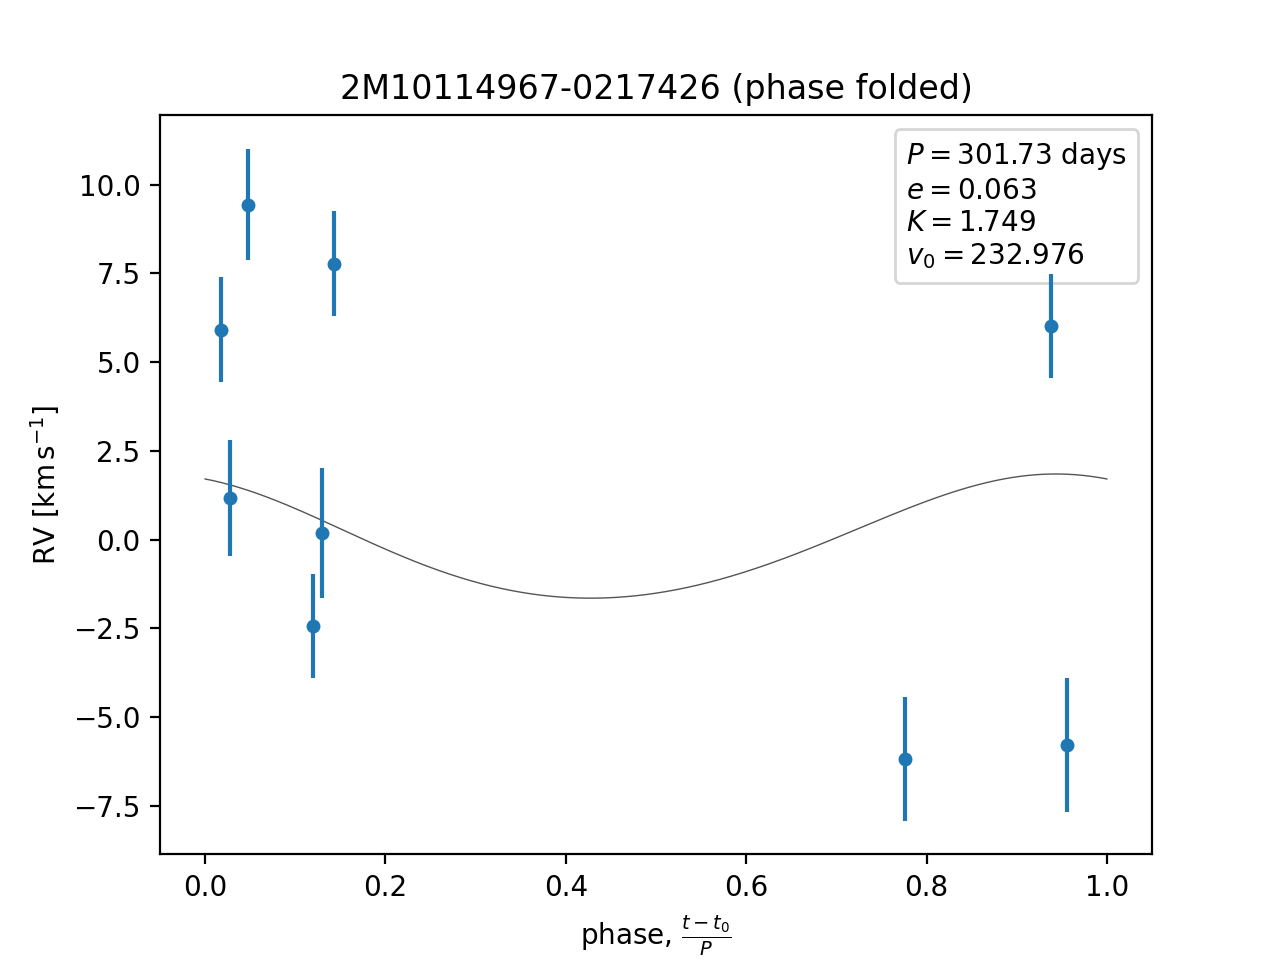 2M10114967-0217426 (phase folded)
P = 301.73 days
e = 0.063
K = 1.749
v₀ = 232.976
RV [km s⁻¹]
10.0
7.5
5.0
2.5
0.0
−2.5
−5.0
−7.5
0.0 0.2 0.4 0.6 0.8 1.0
phase, (t − t₀)/P